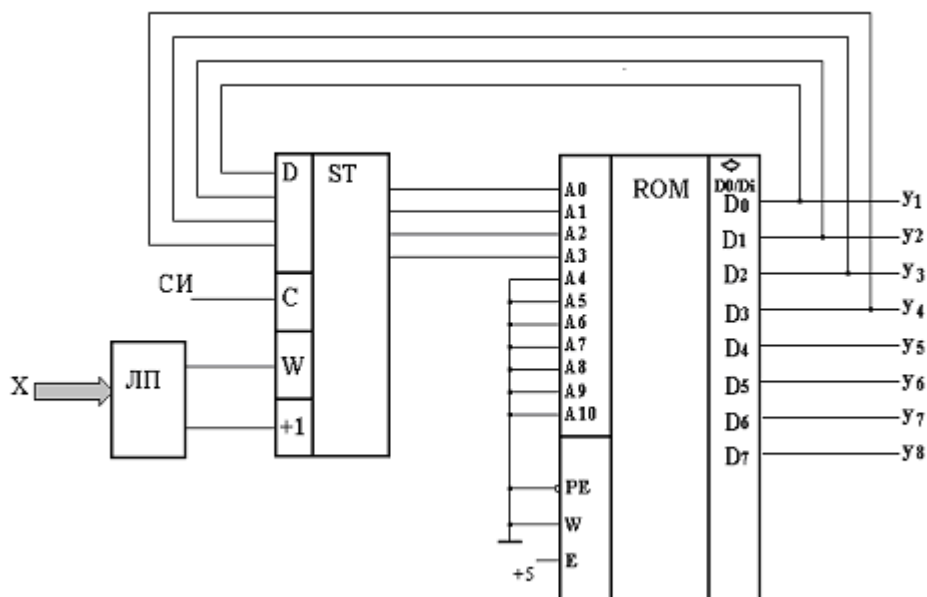 D
ST
C
W
+1
СИ
X
ЛП
A0
A1
A2
A3
A4
A5
A6
A7
A8
A9
A10
PE
W
E
+5
ROM
D0/Di
D0
D1
D2
D3
D4
D5
D6
D7
y1
y2
y3
y4
y5
y6
y7
y8